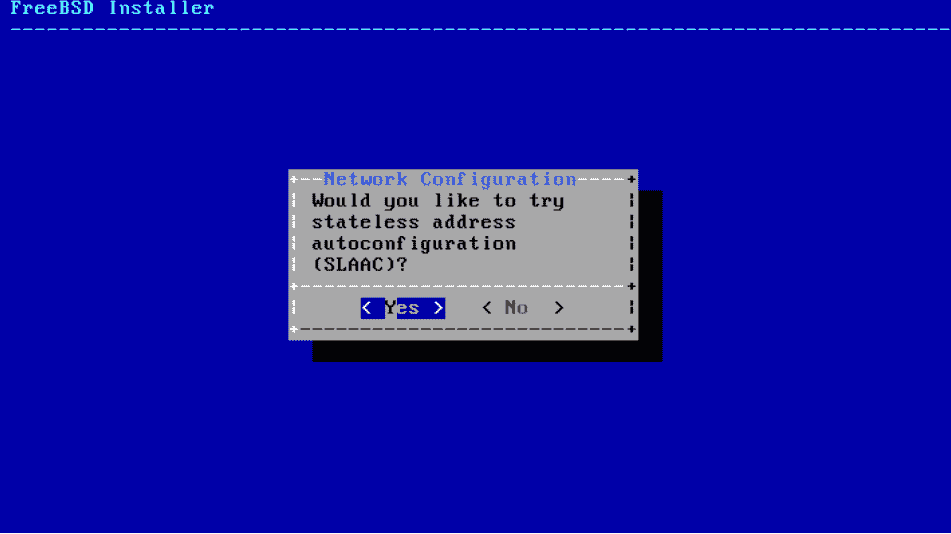 FreeBSD Installer
Network Configuration
Would you like to try
stateless address
autoconfiguration
(SLAAC)?
< Yes > < No >